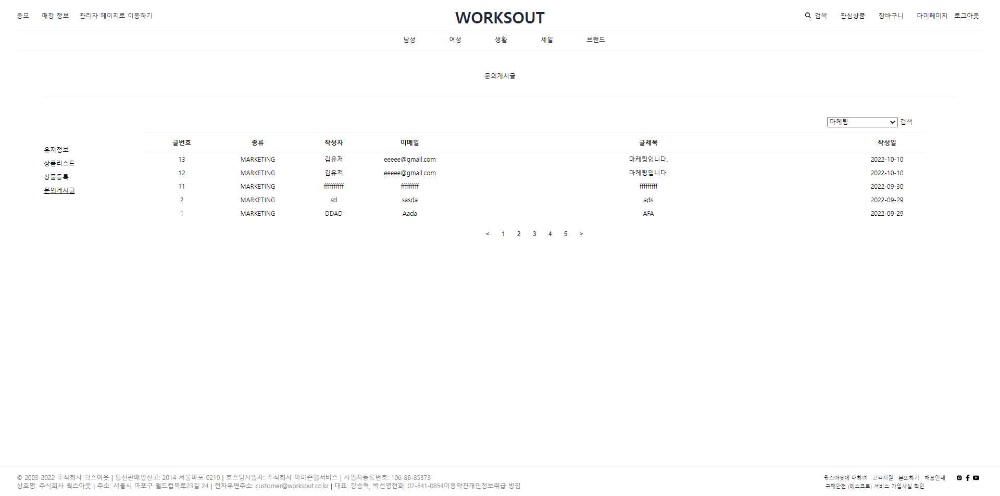 응모 매장 정보 관리자 페이지로 이동하기 WORKSOUT 검색 관심상품 장바구니 마이페이지 로그아웃
남성 여성 생활 세일 브랜드
문의게시글
마케팅 검색
유저정보
상품리스트
상품등록
문의게시글
글번호 종류 작성자 이메일 글제목 작성일
13 MARKETING 김유저 eeeee@gmail.com 마케팅입니다. 2022-10-10
12 MARKETING 김유저 eeeee@gmail.com 마케팅입니다. 2022-10-10
11 MARKETING ffffffffff fffffffff fffffffff 2022-09-30
2 MARKETING sd sasda ads 2022-09-29
1 MARKETING DDAD Aada AFA 2022-09-29
< 1 2 3 4 5 >
© 2003-2022 주식회사 웍스아웃 | 통신판매업신고: 2014-서울마포-0219 | 호스팅사업자: 주식회사 아마존웹서비스 | 사업자등록번호: 106-86-85373
상호명: 주식회사 웍스아웃 | 주소: 서울시 마포구 월드컵북로23길 24 | 전자우편주소: customer@worksout.co.kr | 대표: 강승혁, 박선영전화: 02-541-0854이용약관개인정보취급 방침
웍스아웃에 대하여 고객지원 문의하기 채용안내
구매안전 (에스크로) 서비스 가입사실 확인